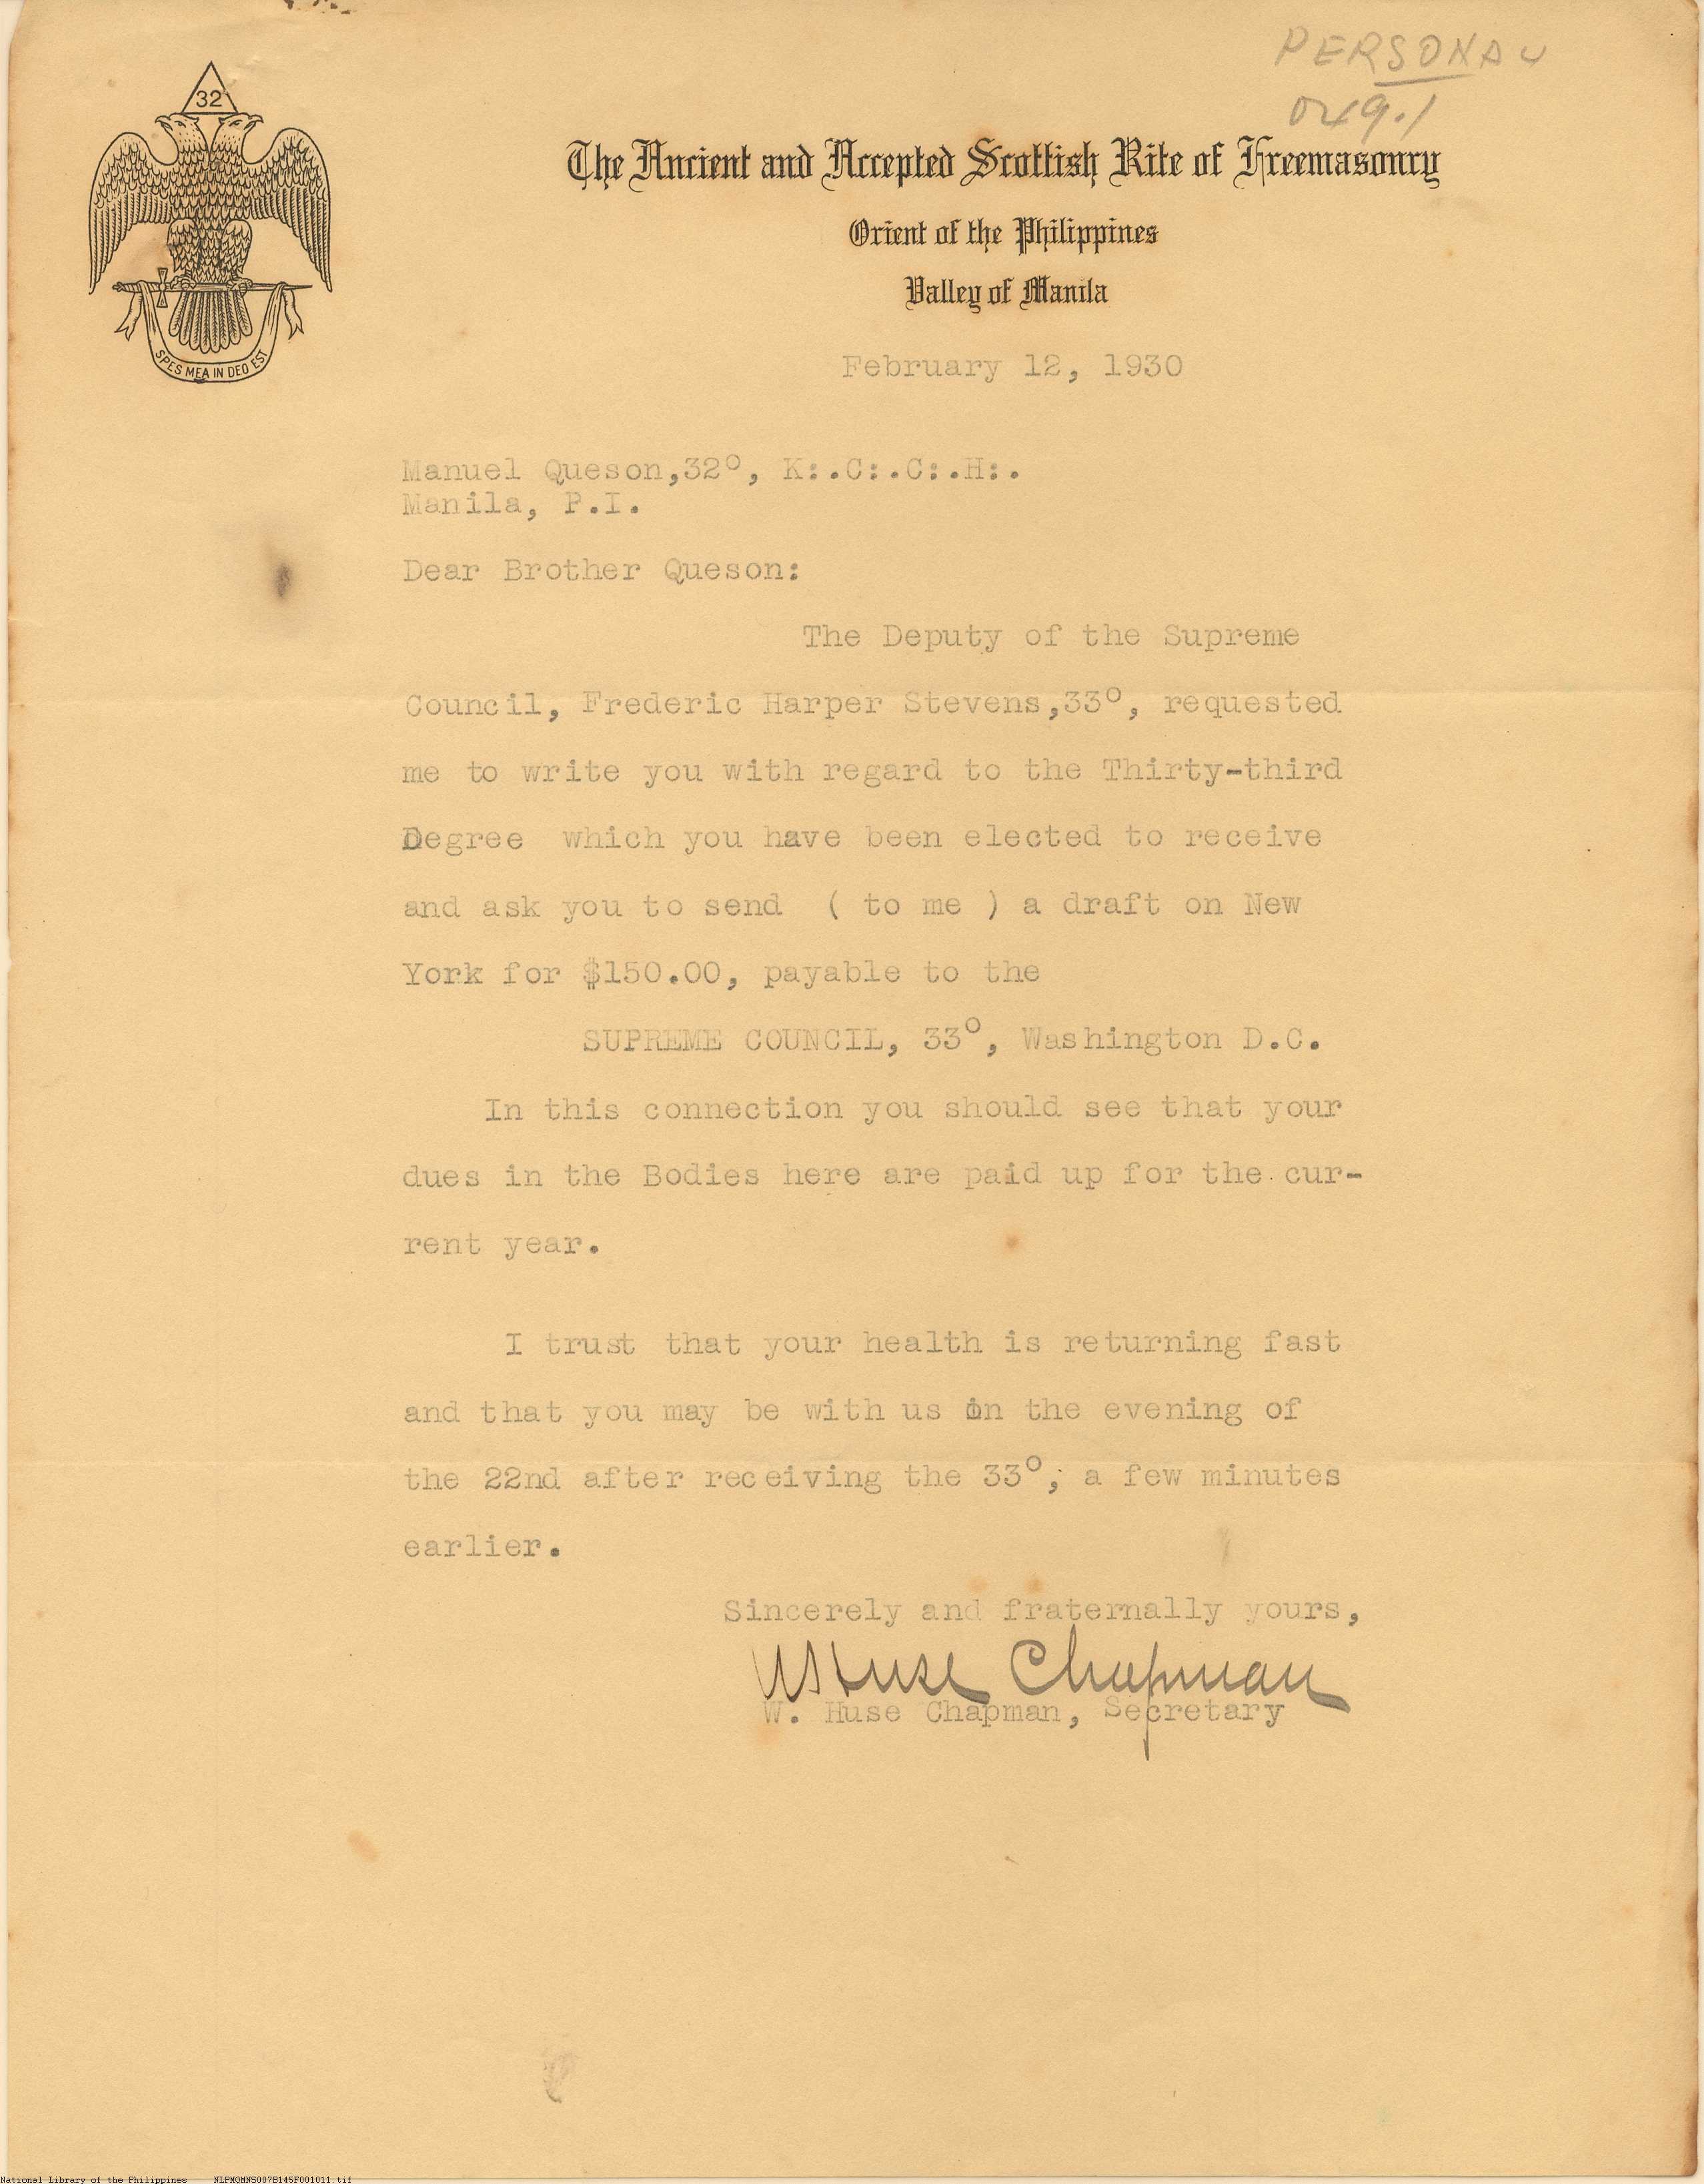 PERSONAL
049.1
32
The Ancient and Accepted Scottish Rite of Freemasonry
Orient of the Philippines
Valley of Manila
SPES MEA IN DEO EST
February 12, 1930
Manuel Queson,32°, K:.C:.C:.H:.
Manila, P.I.
Dear Brother Queson:
The Deputy of the Supreme
Council, Frederic Harper Stevens,33°, requested
me to write you with regard to the Thirty-third
Degree which you have been elected to receive
and ask you to send ( to me ) a draft on New
York for $150.00, payable to the
SUPREME COUNCIL, 33°, Washington D.C.
In this connection you should see that your
dues in the Bodies here are paid up for the cur-
rent year.
I trust that your health is returning fast
and that you may be with us on the evening of
the 22nd after receiving the 33°, a few minutes
earlier.
Sincerely and fraternally yours,
W Huse Chapman
W. Huse Chapman, Secretary
National Library of the Philippines NLPMQMNS007B145F001011.tif